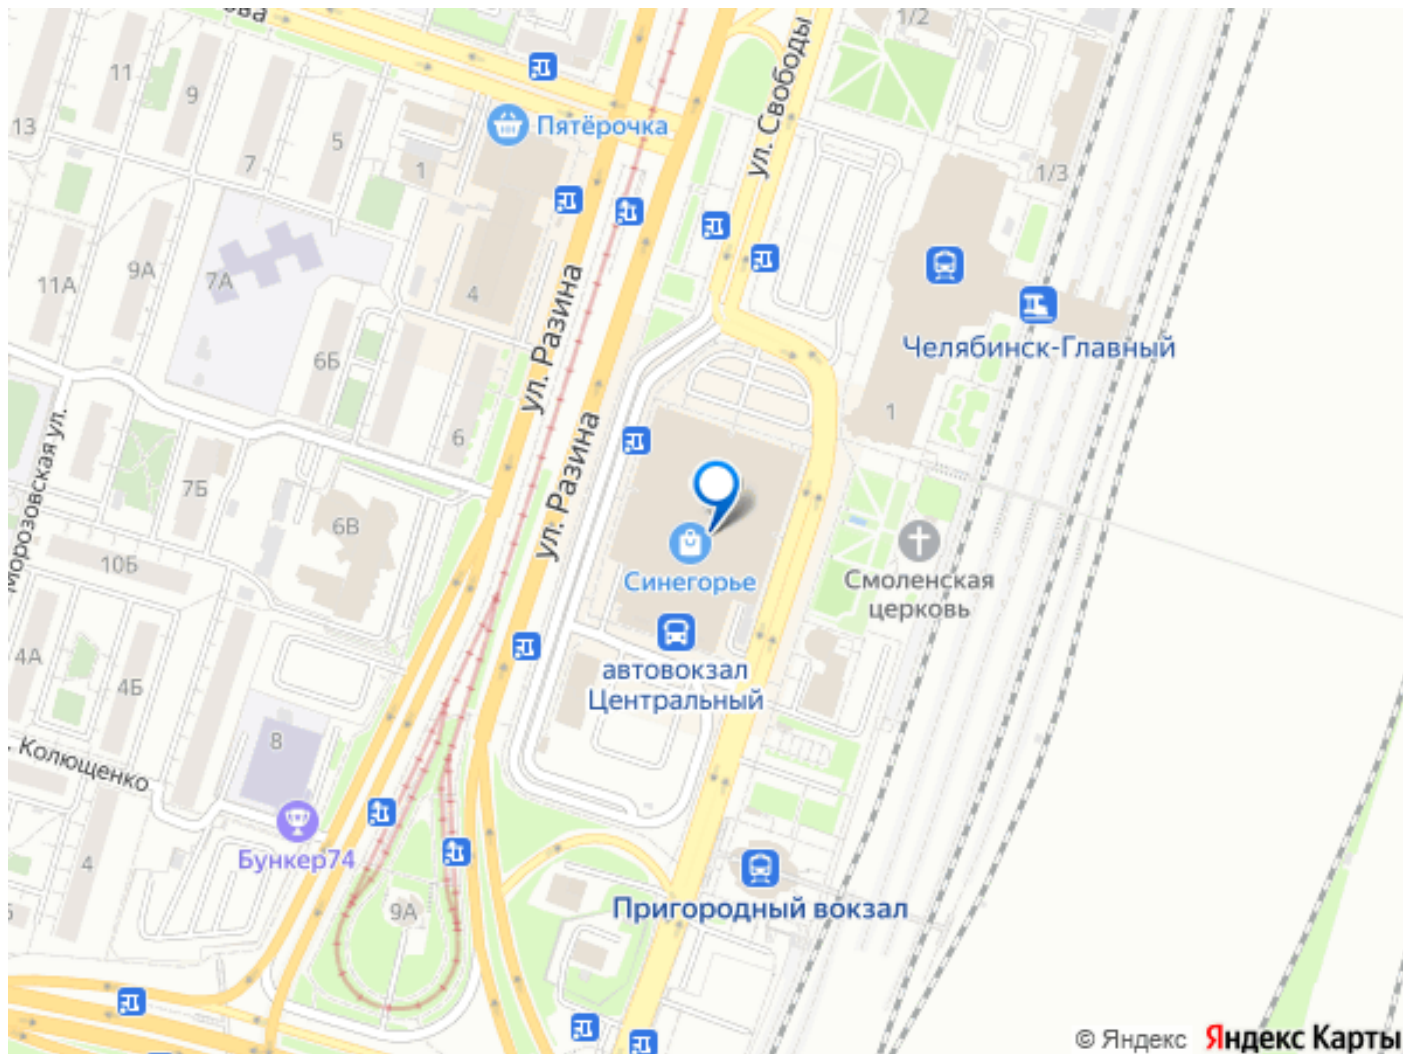 ова
1/2
11
9
13
5
7
1
Пятёрочка
ул. Свободы
1/3
11А
9А
7А
4
ул. Разина
6Б
6
Челябинск-Главный
1
ул. Разина
Морозовская ул.
7Б
6В
10Б
Синегорье
Смоленская
церковь
4А
4Б
автовокзал
Центральный
8
. Колющенко
Бункер74
4
9А
Пригородный вокзал
© Яндекс Яндекс Карты